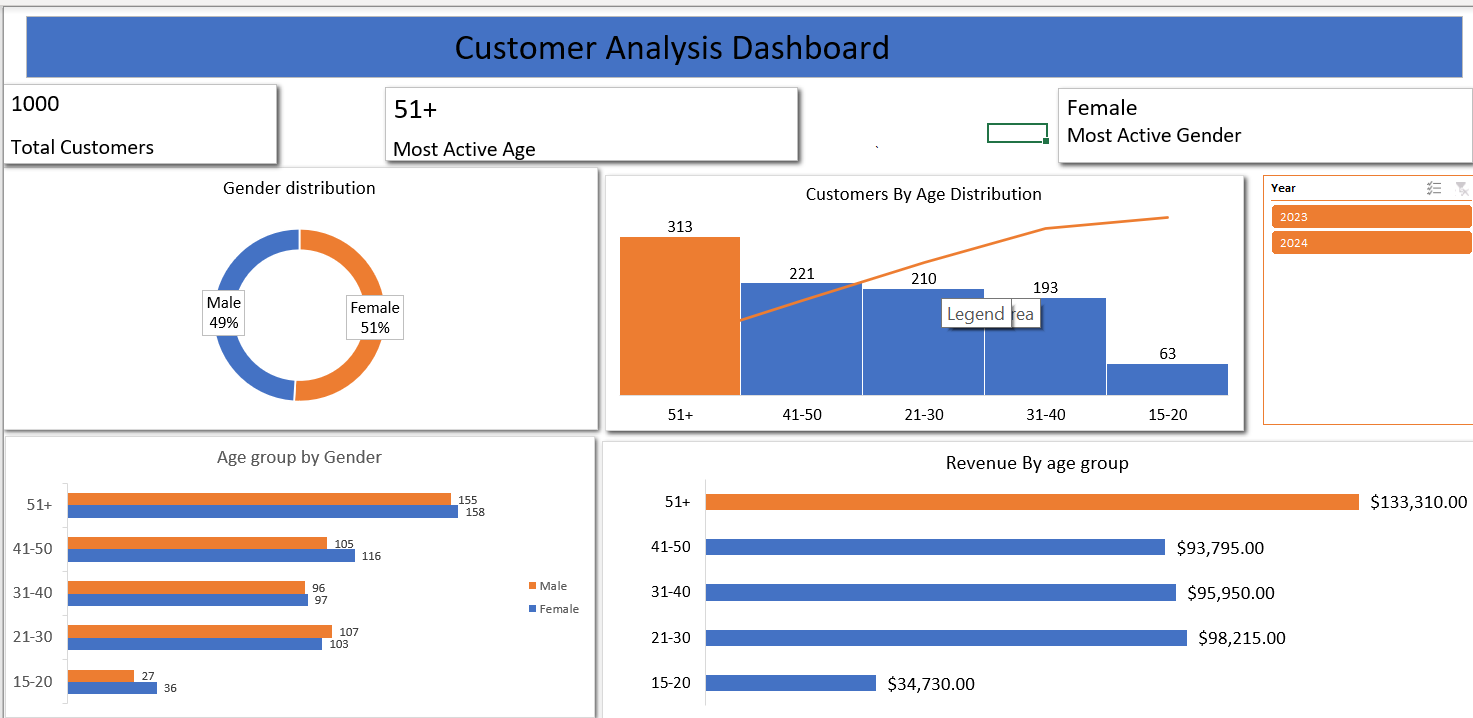 Customer Analysis Dashboard
1000
Total Customers
51+
Most Active Age
Female
Most Active Gender
Gender distribution
Male
49%
Female
51%
Customers By Age Distribution
313
221
210
193
63
Legend rea
51+
41-50
21-30
31-40
15-20
Year
2023
2024
Age group by Gender
51+
155
158
41-50
105
116
31-40
96
97
21-30
107
103
15-20
27
36
Male
Female
Revenue By age group
51+ $133,310.00
41-50 $93,795.00
31-40 $95,950.00
21-30 $98,215.00
15-20 $34,730.00